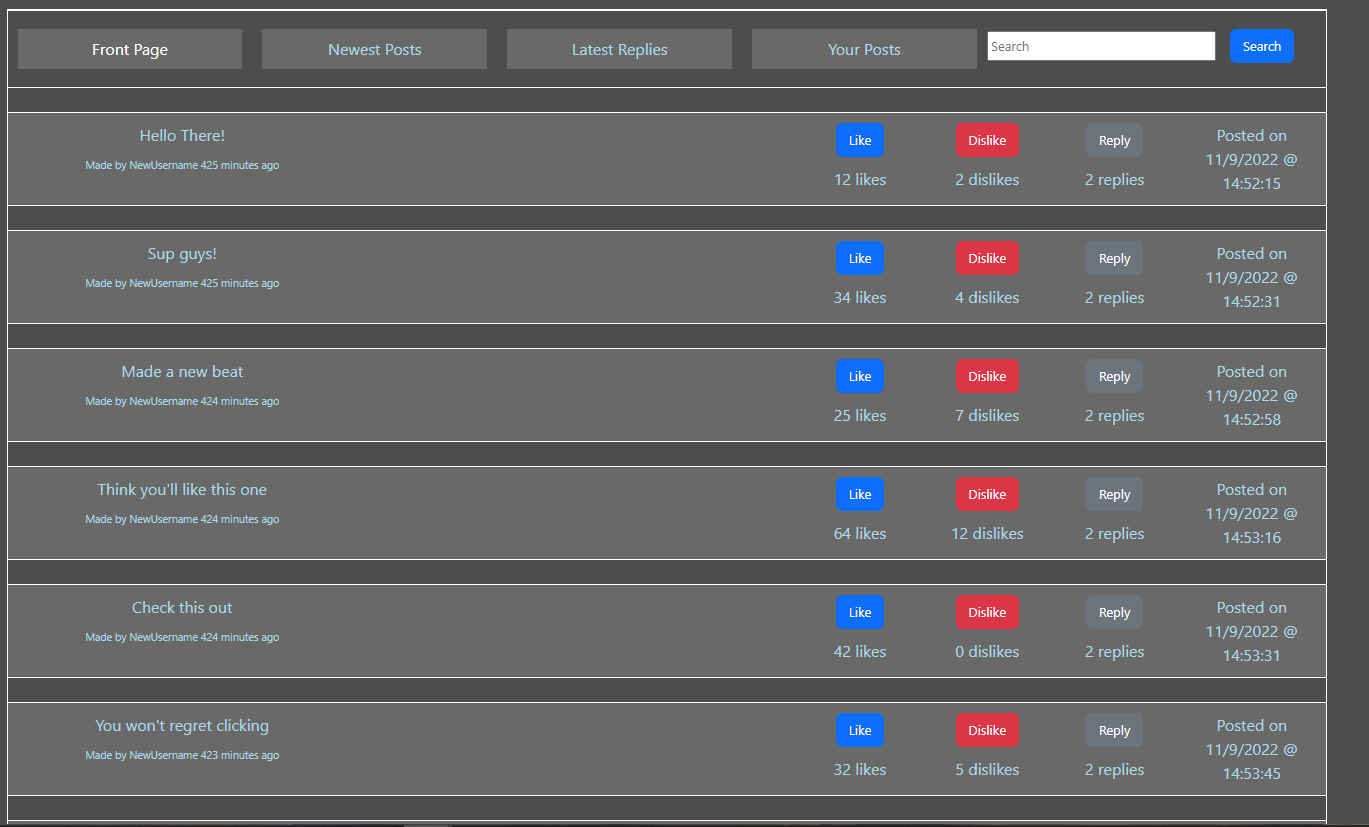 Front Page Newest Posts Latest Replies Your Posts Search Search
Hello There!
Made by NewUsername 425 minutes ago
Like Dislike Reply
12 likes 2 dislikes 2 replies
Posted on
11/9/2022 @
14:52:15
Sup guys!
Made by NewUsername 425 minutes ago
Like Dislike Reply
34 likes 4 dislikes 2 replies
Posted on
11/9/2022 @
14:52:31
Made a new beat
Made by NewUsername 424 minutes ago
Like Dislike Reply
25 likes 7 dislikes 2 replies
Posted on
11/9/2022 @
14:52:58
Think you'll like this one
Made by NewUsername 424 minutes ago
Like Dislike Reply
64 likes 12 dislikes 2 replies
Posted on
11/9/2022 @
14:53:16
Check this out
Made by NewUsername 424 minutes ago
Like Dislike Reply
42 likes 0 dislikes 2 replies
Posted on
11/9/2022 @
14:53:31
You won't regret clicking
Made by NewUsername 423 minutes ago
Like Dislike Reply
32 likes 5 dislikes 2 replies
Posted on
11/9/2022 @
14:53:45